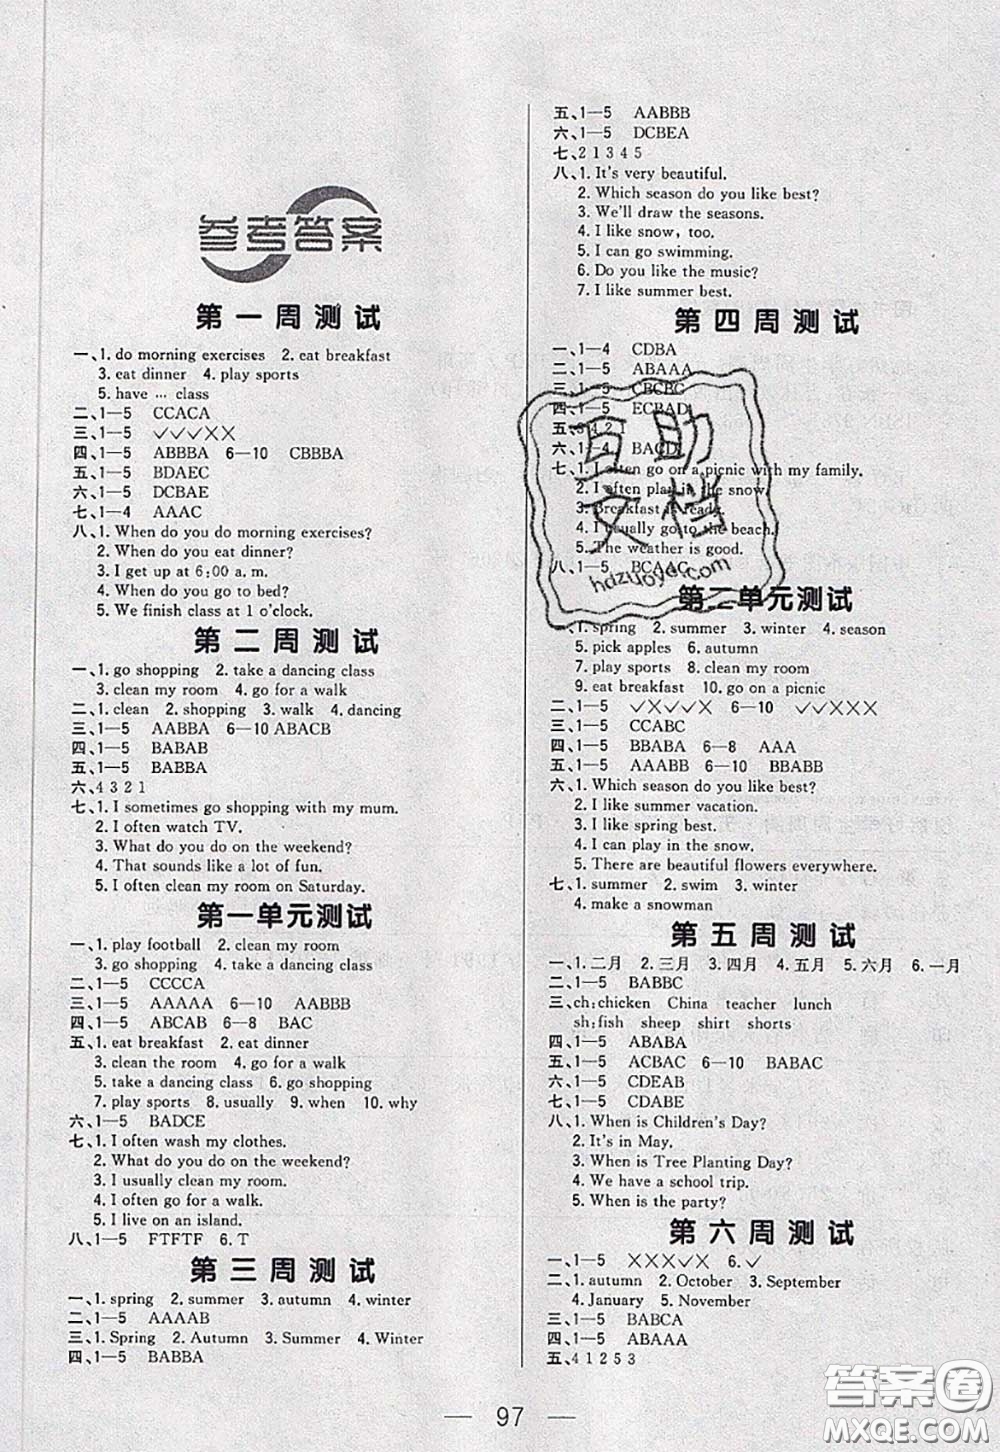 参考答案
第一周测试
一、1. do morning exercises 2. eat breakfast
3. eat dinner 4. play sports
5. have … class
二、1—5 CCACA
三、1—5 ✓✓✓✕✕
四、1—5 ABBBA 6—10 CBBBA
五、1—5 BDAEC
六、1—5 DCBAE
七、1—4 AAAC
八、1. When do you do morning exercises?
2. When do you eat dinner?
3. I get up at 6:00 a. m.
4. When do you go to bed?
5. We finish class at 1 o'clock.
第二周测试
一、1. go shopping 2. take a dancing class
3. clean my room 4. go for a walk
二、1. clean 2. shopping 3. walk 4. dancing
三、1—5 AABBA 6—10 ABACB
四、1—5 BABAB
五、1—5 BABBA
六、4 3 2 1
七、1. I sometimes go shopping with my mum.
2. I often watch TV.
3. What do you do on the weekend?
4. That sounds like a lot of fun.
5. I often clean my room on Saturday.
第一单元测试
一、1. play football 2. clean my room
3. go shopping 4. take a dancing class
二、1—5 CCCCA
三、1—5 AAAAA 6—10 AABBB
四、1—5 ABCAB 6—8 BAC
五、1. eat breakfast 2. eat dinner
3. clean the room 4. go for a walk
5. take a dancing class 6. go shopping
7. play sports 8. usually 9. when 10. why
六、1—5 BADCE
七、1. I often wash my clothes.
2. What do you do on the weekend?
3. I usually clean my room.
4. I often go for a walk.
5. I live on an island.
八、1—5 FTFTF 6. T
第三周测试
一、1. spring 2. summer 3. autumn 4. winter
二、1—5 AAAAB
三、1. Spring 2. Autumn 3. Summer 4. Winter
四、1—5 BABBA
五、1—5 AABBB
六、1—5 DCBEA
七、2 1 3 4 5
八、1. It's very beautiful.
2. Which season do you like best?
3. We'll draw the seasons.
4. I like snow, too.
5. I can go swimming.
6. Do you like the music?
7. I like summer best.
第四周测试
一、1—4 CDBA
二、1—5 ABAAA
三、1—5 CBCBC
四、1—5 ECBAD
五、3 4 2 1
六、1—4 BACD
七、1. I often go on a picnic with my family.
2. I often play in the snow.
3. Breakfast is ready.
4. I usually go to the beach.
5. The weather is good.
八、1—5 BCAAC
第二单元测试
一、1. spring 2. summer 3. winter 4. season
5. pick apples 6. autumn
7. play sports 8. clean my room
9. eat breakfast 10. go on a picnic
二、1—5 ✓✕✓✓✕ 6—10 ✓✓✕✕✕
三、1—5 CCABC
四、1—5 BBABA 6—8 AAA
五、1—5 AAABB 6—10 BBABB
六、1. Which season do you like best?
2. I like summer vacation.
3. I like spring best.
4. I can play in the snow.
5. There are beautiful flowers everywhere.
七、1. summer 2. swim 3. winter
4. make a snowman
第五周测试
一、1. 二月 2. 三月 3. 四月 4. 五月 5. 六月 6. 一月
二、1—5 BABBC
三、ch: chicken China teacher lunch
sh: fish sheep shirt shorts
四、1—5 ABABA
五、1—5 ACBAC 6—10 BABAC
六、1—5 CDEAB
七、1—5 CDABE
八、1. When is Children's Day?
2. It's in May.
3. When is Tree Planting Day?
4. We have a school trip.
5. When is the party?
第六周测试
一、1—5 ✕✕✕✓✕ 6. ✓
二、1. autumn 2. October 3. September
4. January 5. November
三、1—5 BABCA
四、1—5 ABAAA
五、4 1 2 5 3
97
互助
文档
hdzuoye.com
答案圈
MXQE.COM